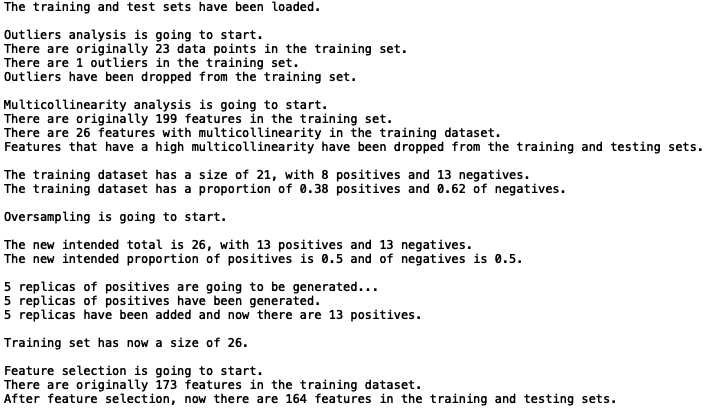 The training and test sets have been loaded.
Outliers analysis is going to start.
There are originally 23 data points in the training set.
There are 1 outliers in the training set.
Outliers have been dropped from the training set.
Multicollinearity analysis is going to start.
There are originally 199 features in the training set.
There are 26 features with multicollinearity in the training dataset.
Features that have a high multicollinearity have been dropped from the training and testing sets.
The training dataset has a size of 21, with 8 positives and 13 negatives.
The training dataset has a proportion of 0.38 positives and 0.62 of negatives.
Oversampling is going to start.
The new intended total is 26, with 13 positives and 13 negatives.
The new intended proportion of positives is 0.5 and of negatives is 0.5.
5 replicas of positives are going to be generated...
5 replicas of positives have been generated.
5 replicas have been added and now there are 13 positives.
Training set has now a size of 26.
Feature selection is going to start.
There are originally 173 features in the training dataset.
After feature selection, now there are 164 features in the training and testing sets.